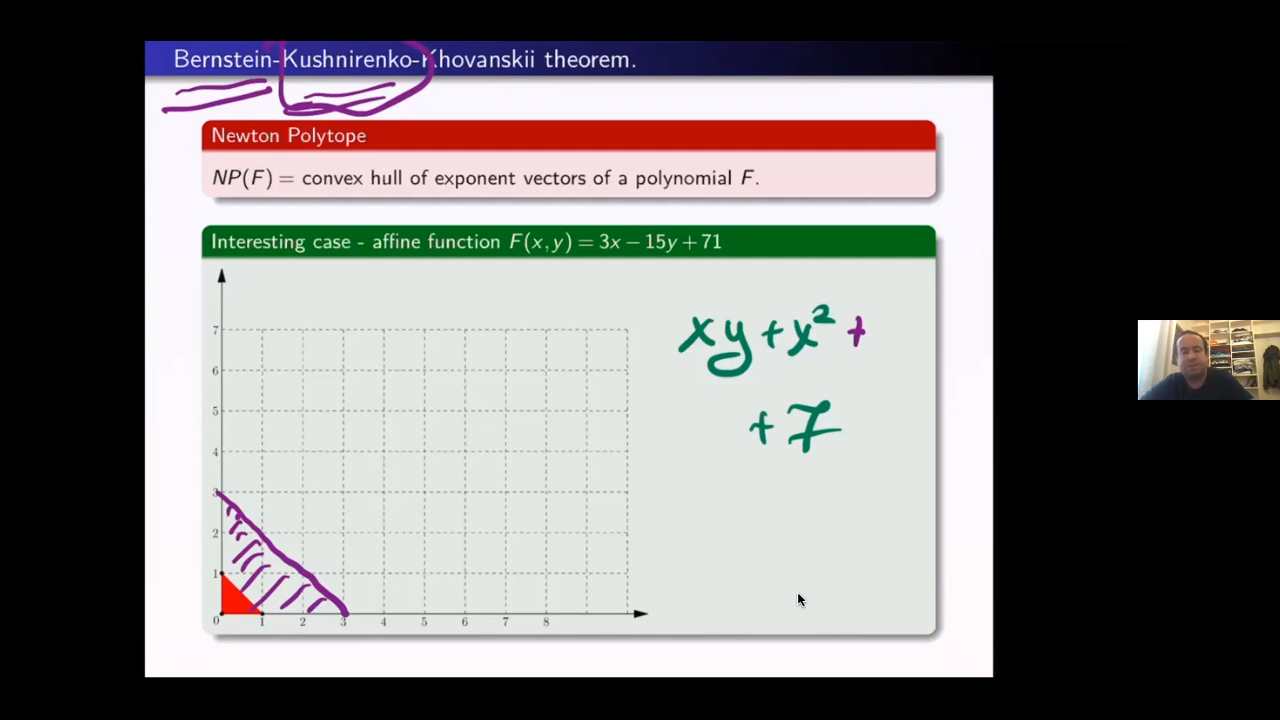 Bernstein-Kushnirenko-Khovanskii theorem.
Newton Polytope
NP(F) = convex hull of exponent vectors of a polynomial F.
Interesting case - affine function F(x, y) = 3x − 15y + 71
xy + x² +
+ 7
7
6
5
4
3
2
1
0 1 2 3 4 5 6 7 8